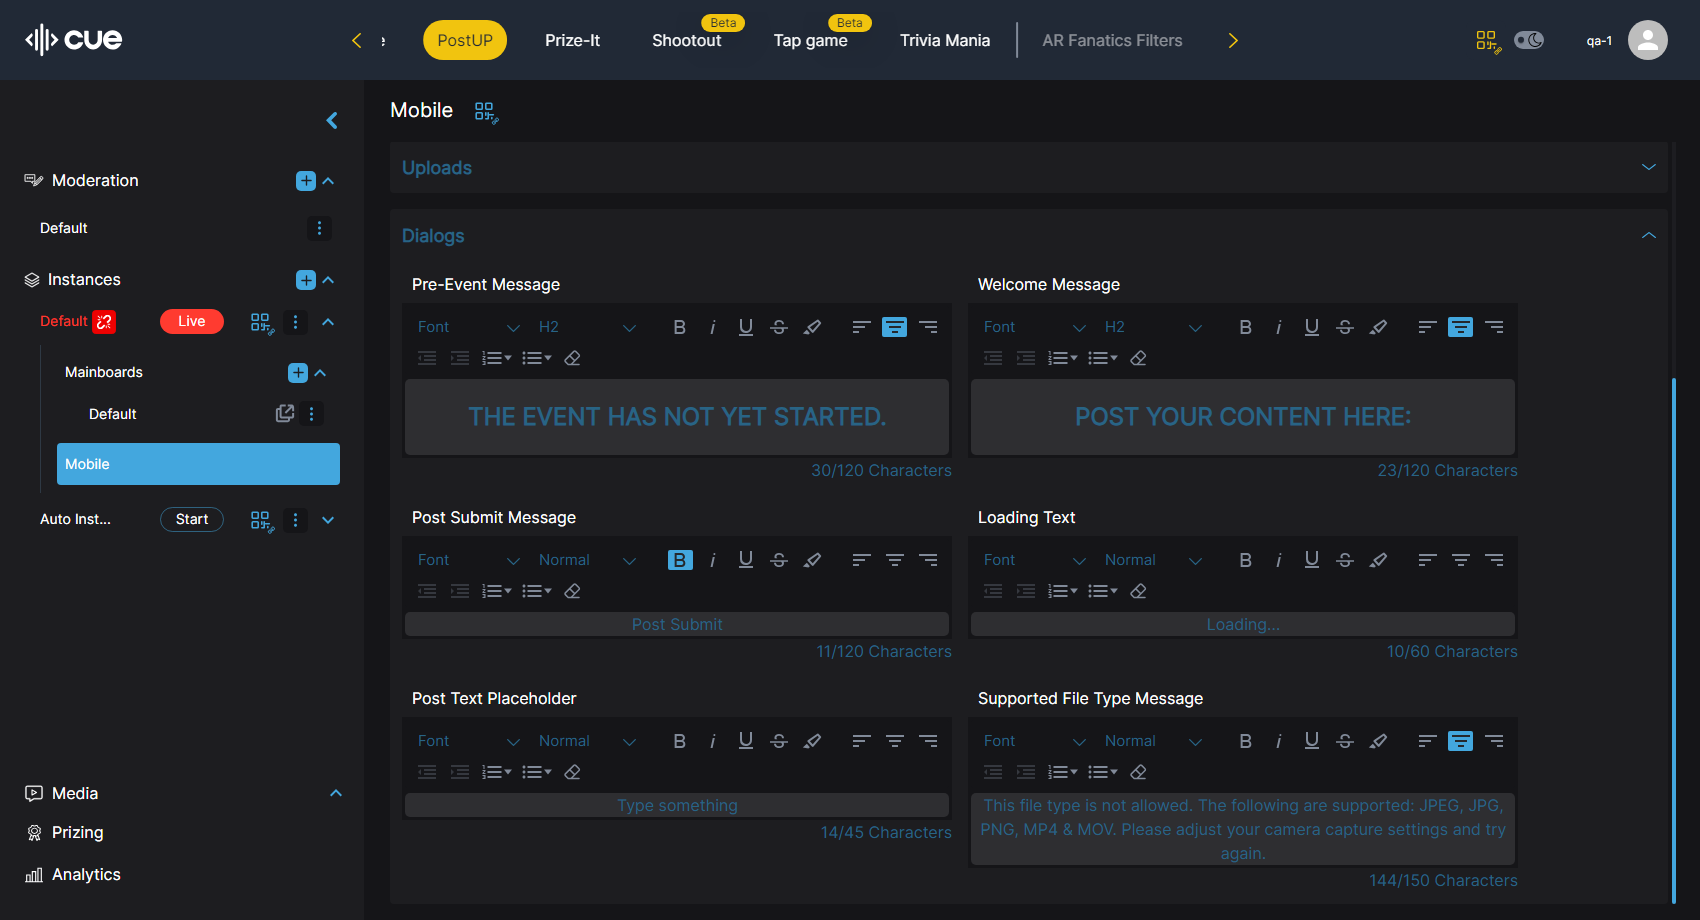 cue
PostUP
Prize-It
Beta
Shootout
Beta
Tap game
Trivia Mania
AR Fanatics Filters
qa-1
Mobile
Moderation
Default
Instances
Default
Live
Mainboards
Default
Mobile
Auto Inst...
Start
Media
Prizing
Analytics
Uploads
Dialogs
Pre-Event Message
Font H2
THE EVENT HAS NOT YET STARTED.
30/120 Characters
Welcome Message
Font H2
POST YOUR CONTENT HERE:
23/120 Characters
Post Submit Message
Font Normal
Post Submit
11/120 Characters
Loading Text
Font Normal
Loading...
10/60 Characters
Post Text Placeholder
Font Normal
Type something
14/45 Characters
Supported File Type Message
Font Normal
This file type is not allowed. The following are supported: JPEG, JPG,
PNG, MP4 & MOV. Please adjust your camera capture settings and try
again.
144/150 Characters